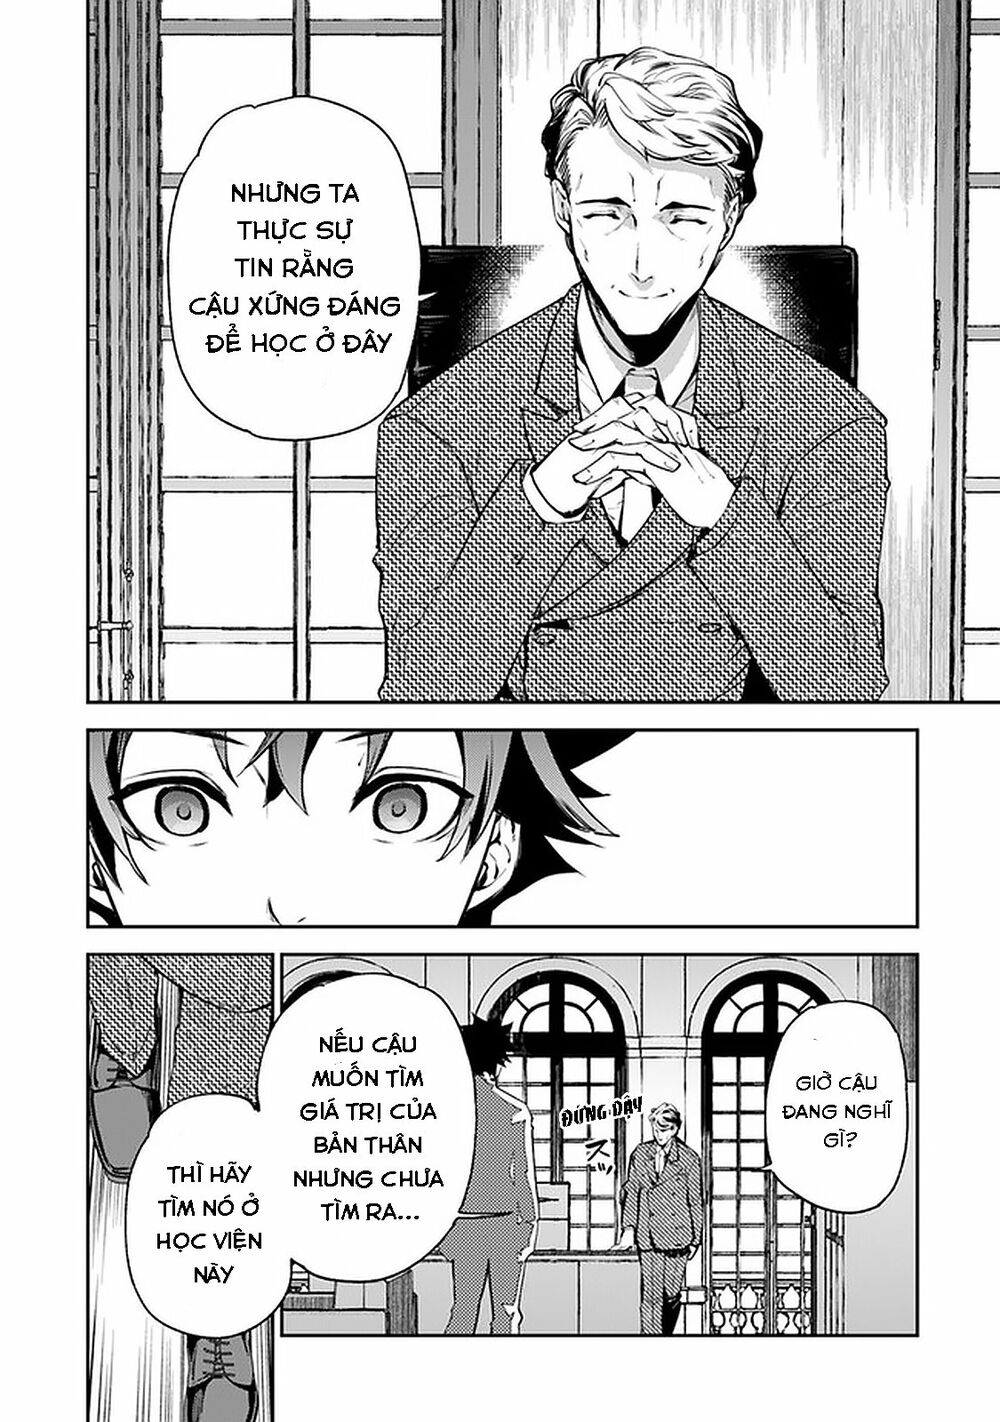 NHƯNG TA
THỰC SỰ
TIN RẰNG
CẬU XỨNG ĐÁNG
ĐỂ HỌC Ở ĐÂY
GIỜ CẬU
ĐANG NGHĨ
GÌ?
ĐỨNG DẬY
スッ
NẾU CẬU
MUỐN TÌM
GIÁ TRỊ CỦA
BẢN THÂN
NHƯNG CHƯA
TÌM RA...
THÌ HÃY
TÌM NÓ Ở
HỌC VIỆN
NÀY